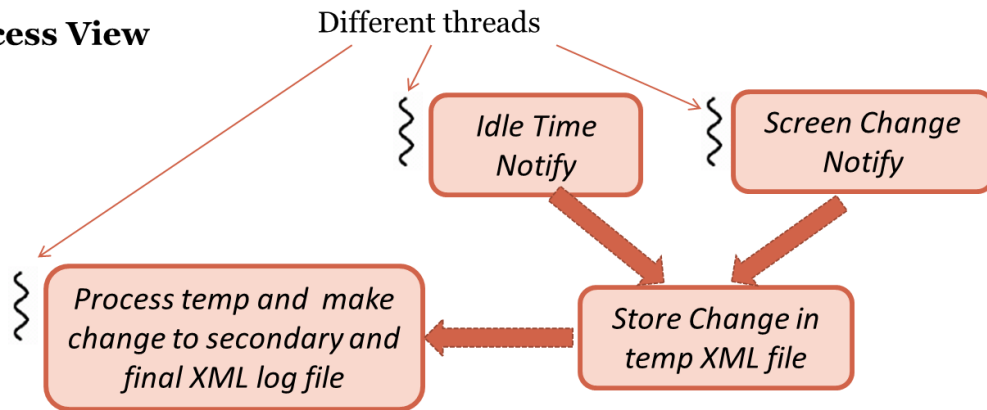 cess View
Different threads
Idle Time
Notify
Screen Change
Notify
Process temp and make
change to secondary and
final XML log file
Store Change in
temp XML file